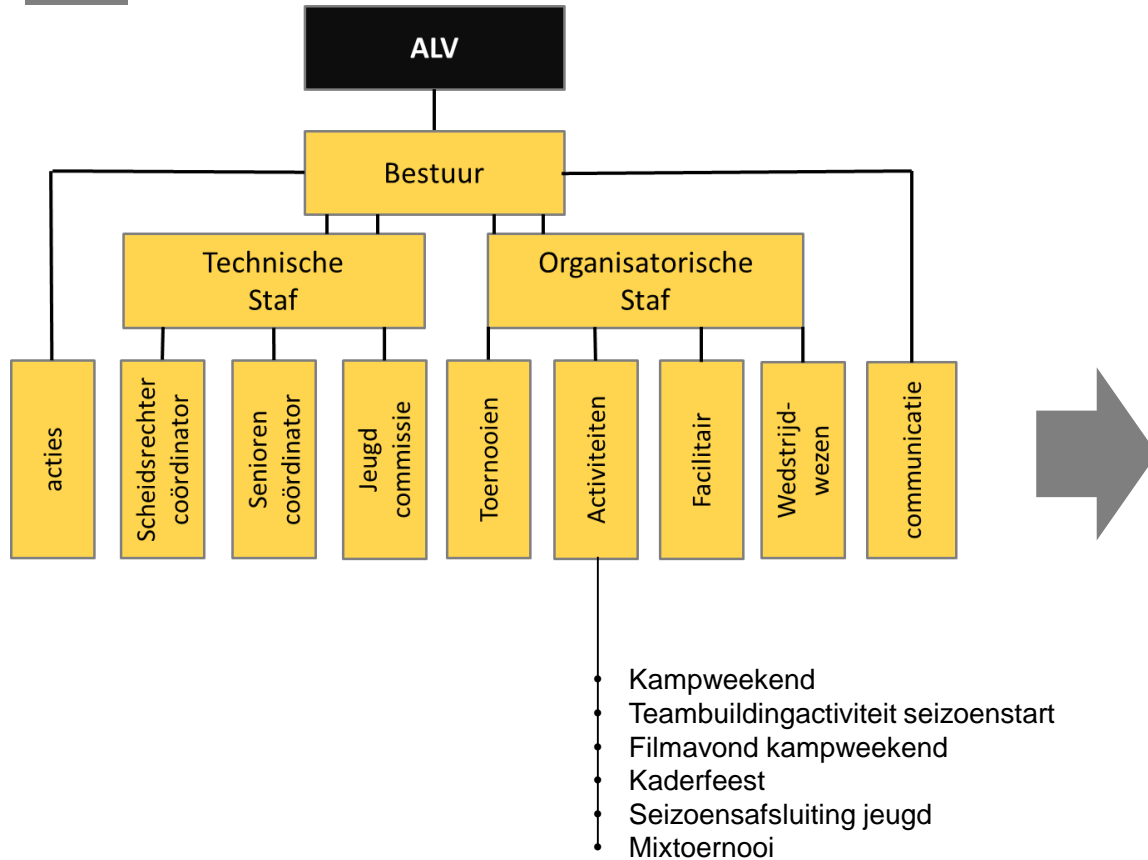 ALV
Bestuur
Technische
Staf
Organisatorische
Staf
acties
Scheidsrechter
coördinator
Senioren
coördinator
Jeugd
commissie
Toernooien
Activiteiten
Facilitair
Wedstrijd-
wezen
communicatie
Kampweekend
Teambuildingactiviteit seizoenstart
Filmavond kampweekend
Kaderfeest
Seizoensafsluiting jeugd
Mixtoernooi